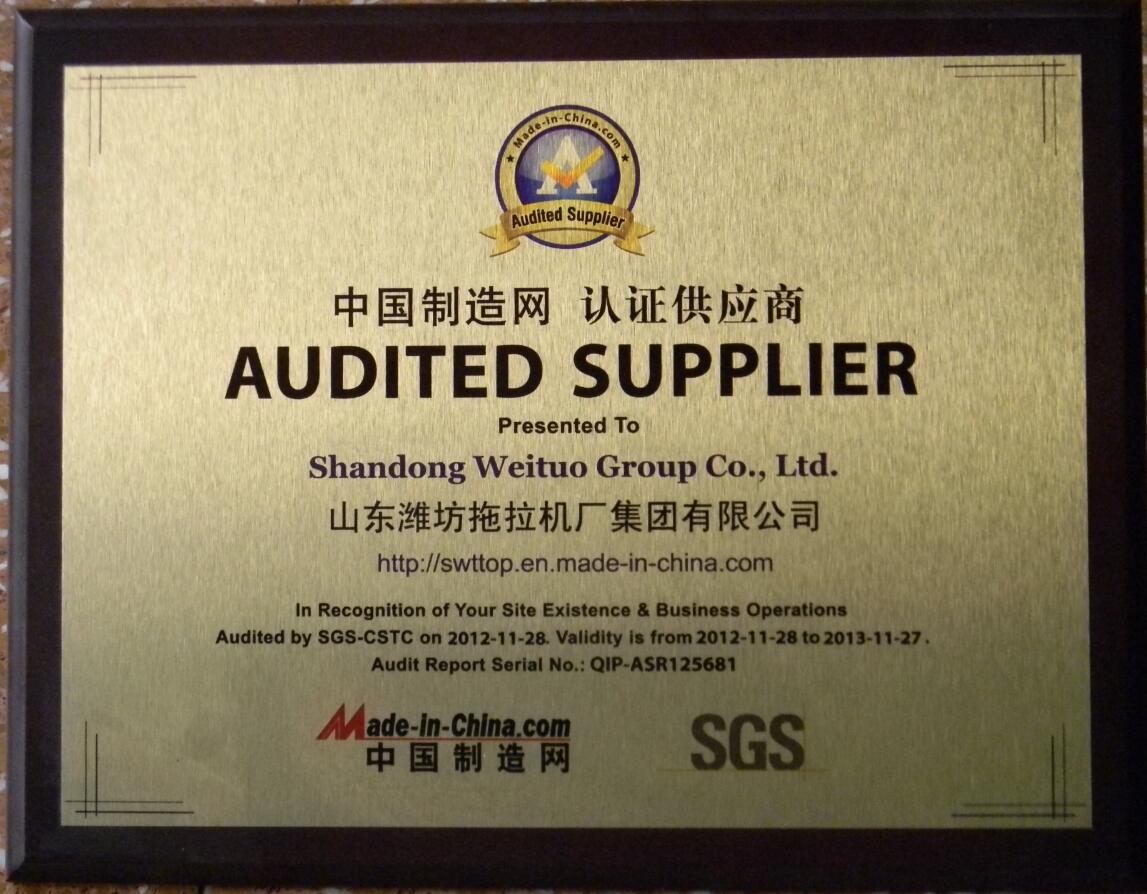 Made-in-China.com
Audited Supplier
中国制造网 认证供应商
AUDITED SUPPLIER
Presented To
Shandong Weituo Group Co., Ltd.
山东潍坊拖拉机厂集团有限公司
http://swttop.en.made-in-china.com
In Recognition of Your Site Existence & Business Operations
Audited by SGS-CSTC on 2012-11-28. Validity is from 2012-11-28 to 2013-11-27.
Audit Report Serial No.: QIP-ASR125681
Made-in-China.com
中国制造网
SGS